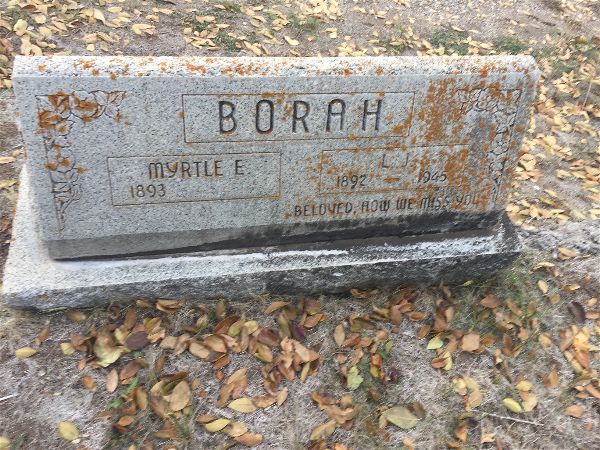 BORAH
MYRTLE E
1893
L. J.
1892 — 1945
BELOVED, HOW WE MISS YOU